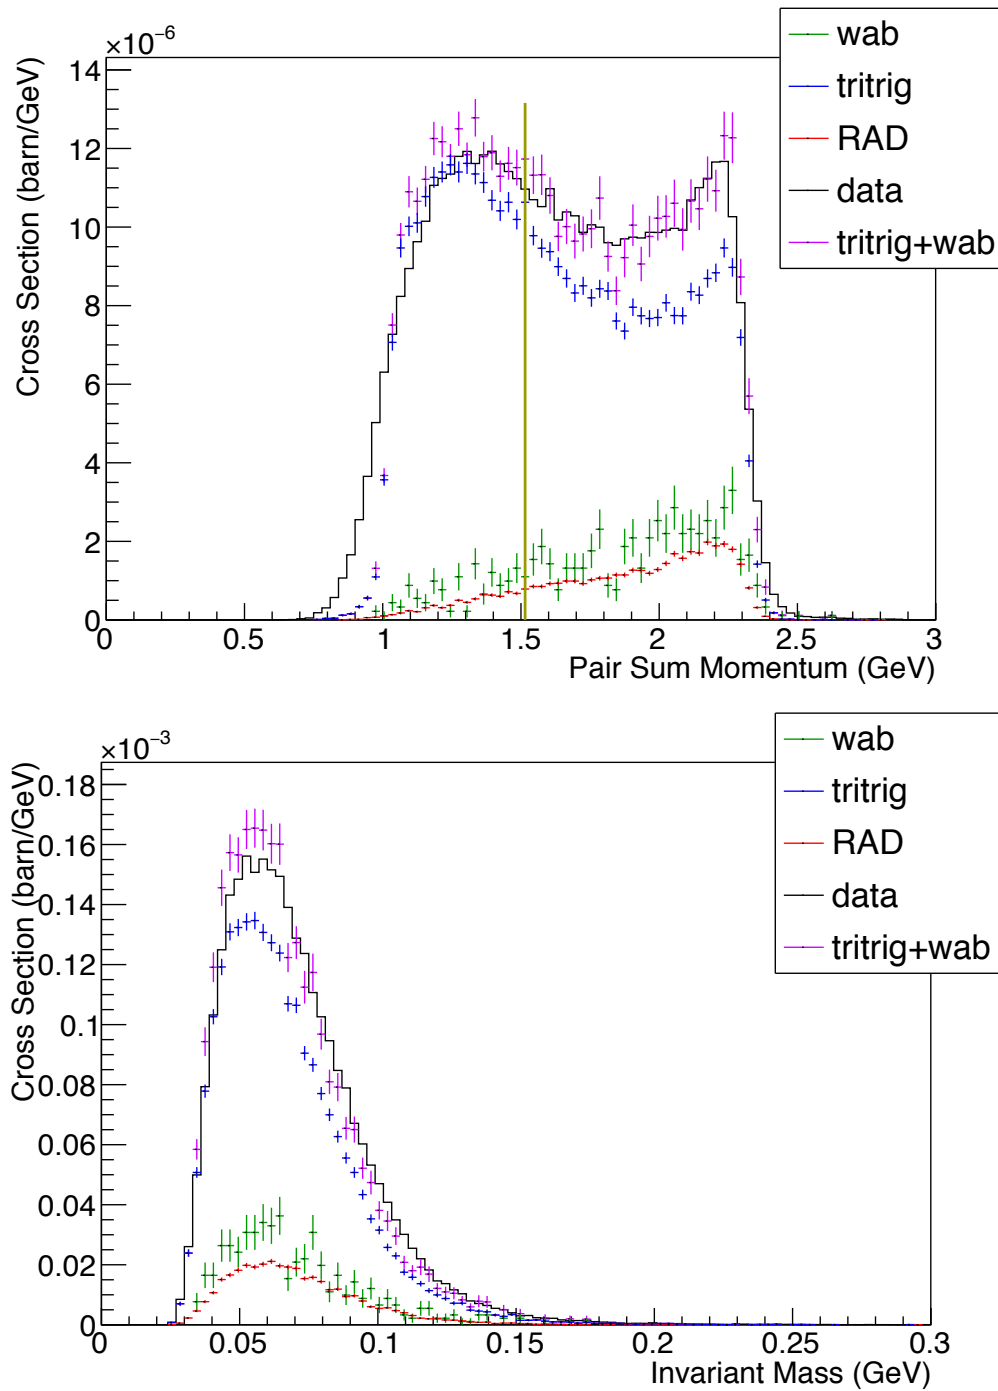 ×10⁻⁶
Cross Section (barn/GeV)
14
12
10
8
6
4
2
0
0 0.5 1 1.5 2 2.5 3
Pair Sum Momentum (GeV)
wab
tritrig
RAD
data
tritrig+wab
×10⁻³
Cross Section (barn/GeV)
0.18
0.16
0.14
0.12
0.1
0.08
0.06
0.04
0.02
0
0 0.05 0.1 0.15 0.2 0.25 0.3
Invariant Mass (GeV)
wab
tritrig
RAD
data
tritrig+wab